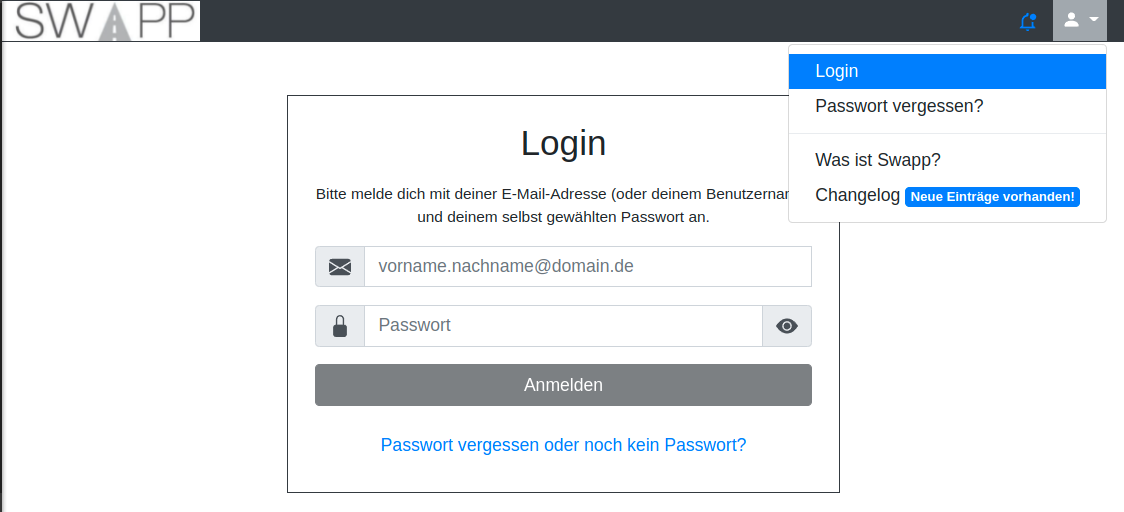 SWAPP
Login
Passwort vergessen?
Was ist Swapp?
Changelog Neue Einträge vorhanden!
Login
Bitte melde dich mit deiner E-Mail-Adresse (oder deinem
und deinem selbst gewählten Passwort an.
vorname.nachname@domain.de
Passwort
Anmelden
Passwort vergessen oder noch kein Passwort?